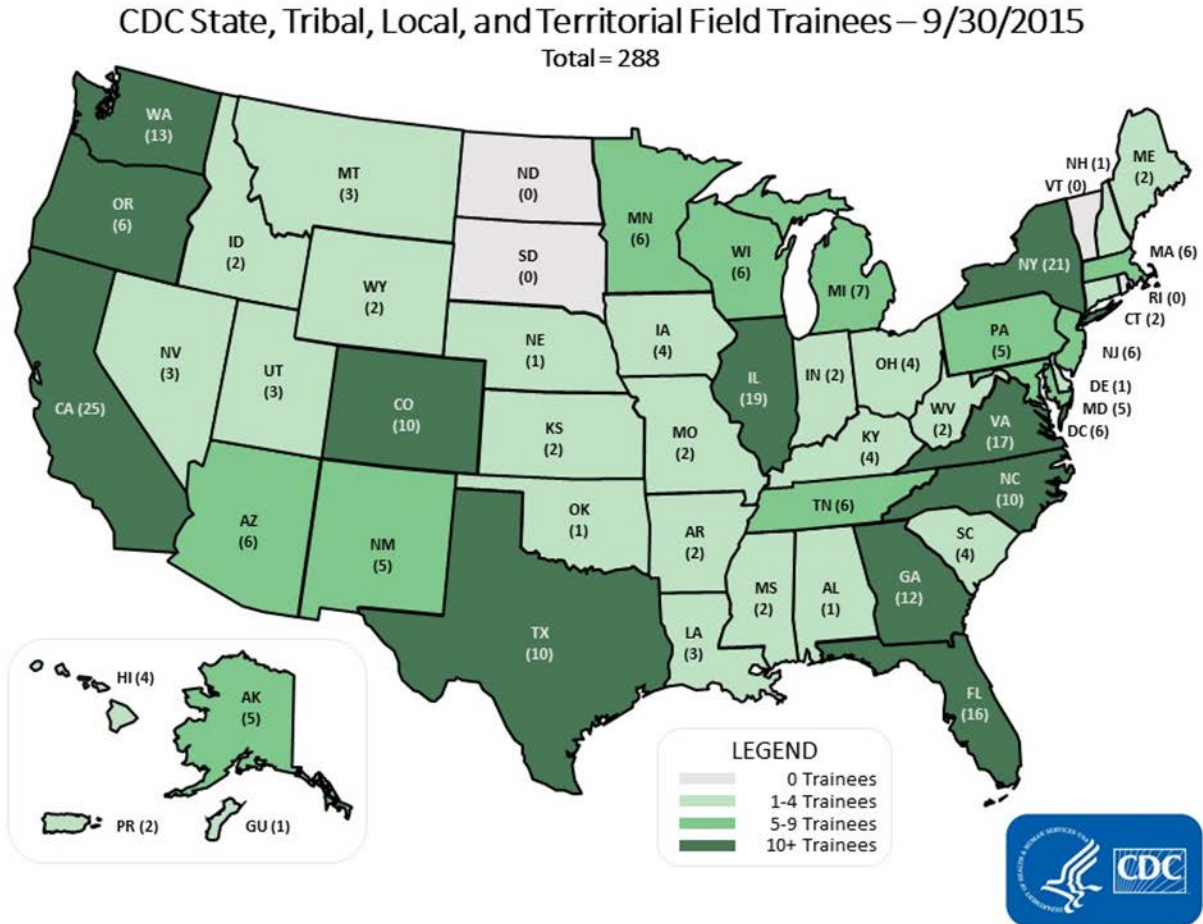 CDC State, Tribal, Local, and Territorial Field Trainees – 9/30/2015
Total = 288
WA
(13)
OR
(6)
CA (25)
NV
(3)
ID
(2)
MT
(3)
WY
(2)
UT
(3)
CO
(10)
AZ
(6)
NM
(5)
ND
(0)
SD
(0)
NE
(1)
KS
(2)
OK
(1)
TX
(10)
MN
(6)
IA
(4)
MO
(2)
AR
(2)
LA
(3)
WI
(6)
IL
(19)
MI (7)
IN (2)
OH (4)
KY
(4)
TN (6)
MS
(2)
AL
(1)
GA
(12)
FL
(16)
SC
(4)
NC
(10)
VA
(17)
WV
(2)
PA
(5)
NY (21)
VT (0)
NH (1)
ME
(2)
MA (6)
RI (0)
CT (2)
NJ (6)
DE (1)
MD (5)
DC (6)
HI (4)
AK
(5)
PR (2)
GU (1)
LEGEND
0 Trainees
1-4 Trainees
5-9 Trainees
10+ Trainees
DEPARTMENT OF HEALTH & HUMAN SERVICES USA
CDC